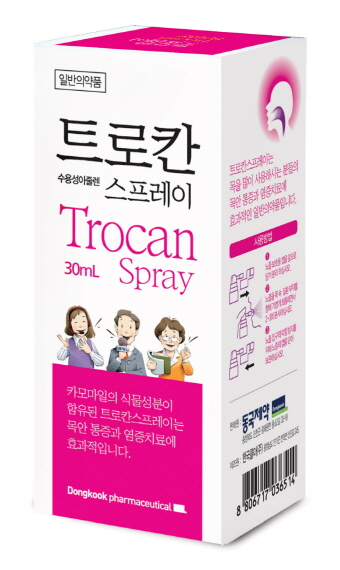 일반의약품
트로칸
수용성아줄렌 스프레이
Trocan
30mL Spray
카모마일의 식물성분이
함유된 트로칸스프레이는
목안 통증과 염증치료에
효과적입니다.
Dongkook pharmaceutical
트로칸스프레이는
목을 많이 사용하시는 분들의
목안 통증과 염증치료에
효과적인 일반의약품입니다.
사용방법
1
2
3
동국제약
8 806717 036514